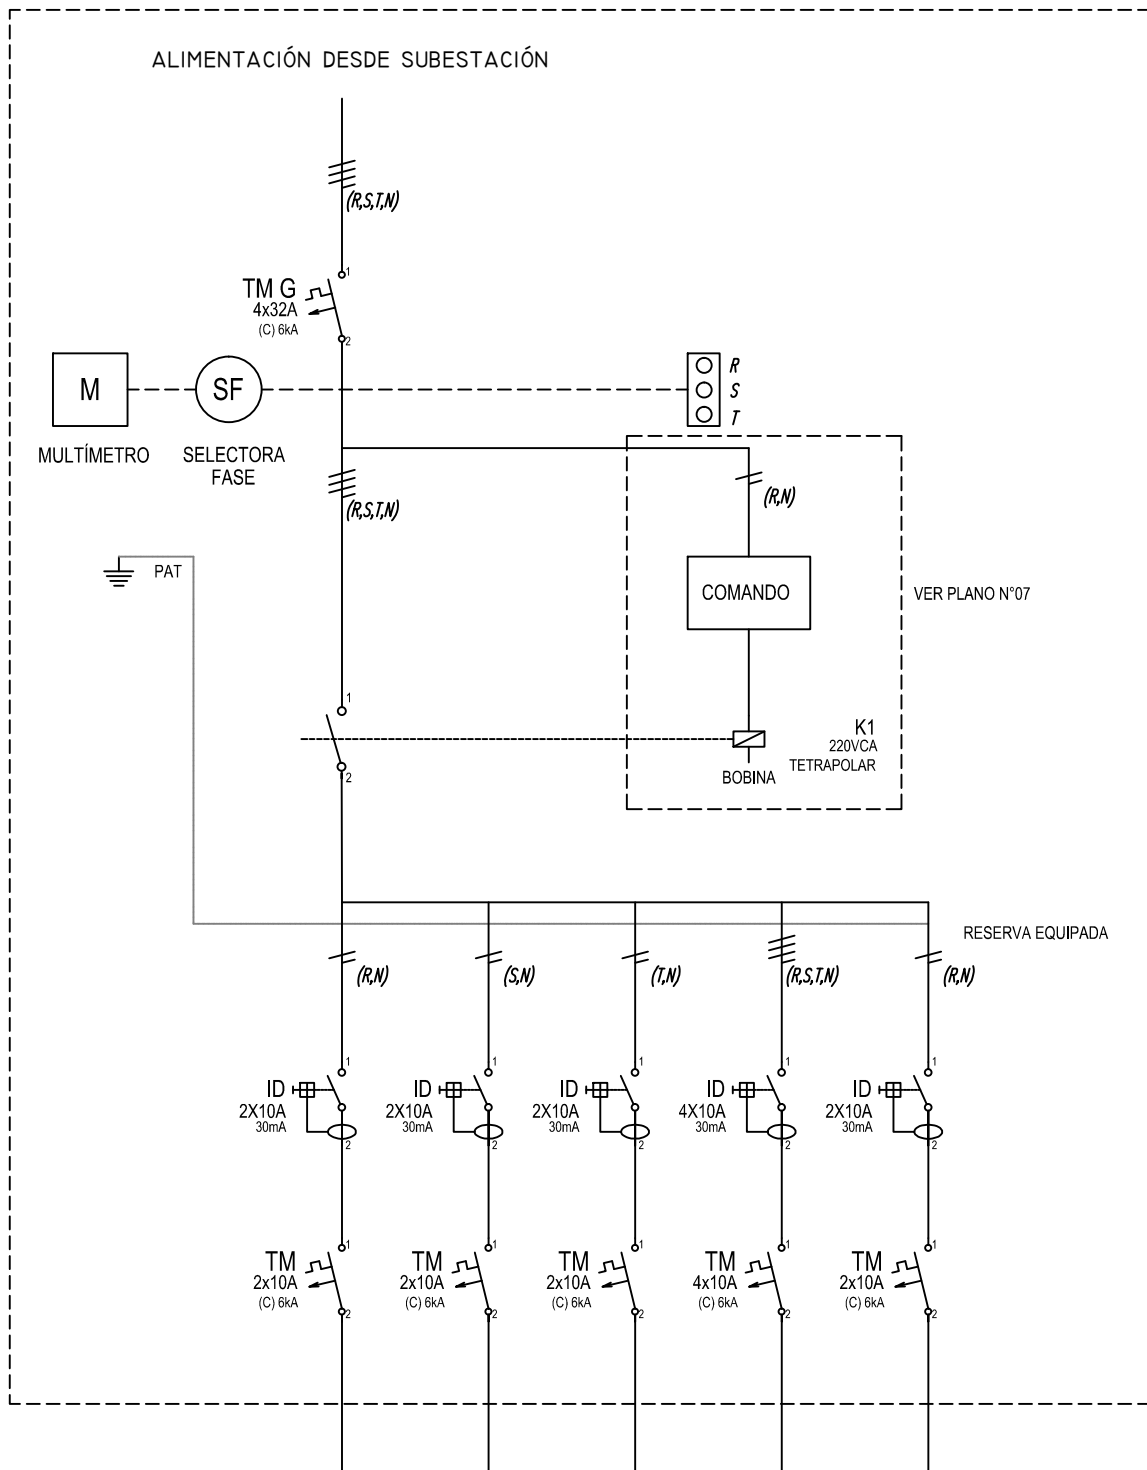 ALIMENTACIÓN DESDE SUBESTACIÓN
(R,S,T,N)
1
TM G
4x32A
(C) 6kA
2
M
SF
R
S
T
MULTÍMETRO
SELECTORA
FASE
(R,S,T,N)
(R,N)
PAT
COMANDO
VER PLANO N°07
1
2
K1
220VCA
TETRAPOLAR
BOBINA
RESERVA EQUIPADA
(R,N)
(S,N)
(T,N)
(R,S,T,N)
(R,N)
1
1
1
1
1
ID
ID
ID
ID
ID
2X10A
2X10A
2X10A
4X10A
2X10A
30mA
30mA
30mA
30mA
30mA
2
2
2
2
2
1
1
1
1
1
TM
TM
TM
TM
TM
2x10A
2x10A
2x10A
4x10A
2x10A
(C) 6kA
(C) 6kA
(C) 6kA
(C) 6kA
(C) 6kA
2
2
2
2
2